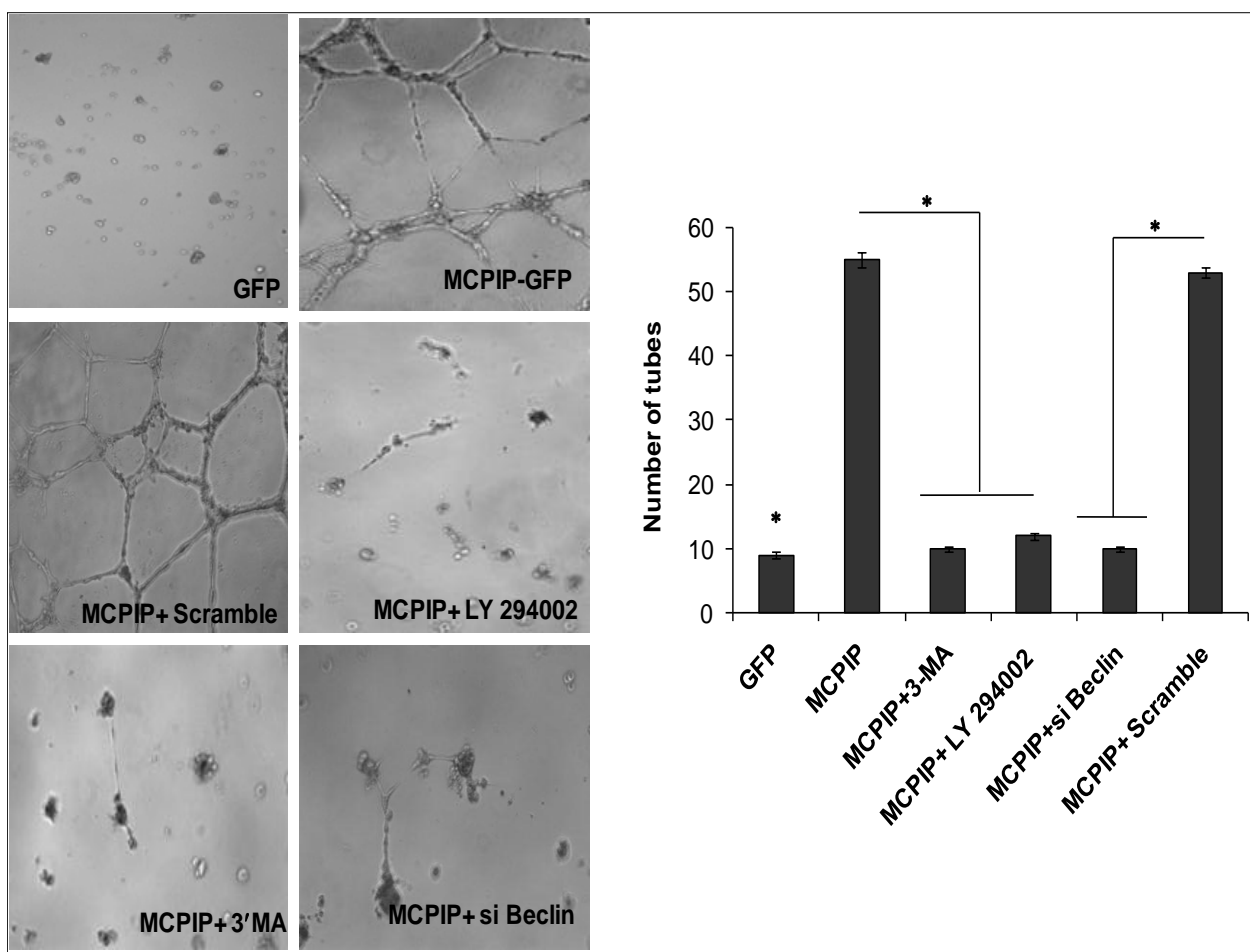 GFP
MCPIP-GFP
MCPIP+ Scramble
MCPIP+ LY 294002
MCPIP+ 3′MA
MCPIP+ si Beclin
Number of tubes
60
50
40
30
20
10
0
*
*
*
GFP
MCPIP
MCPIP+3-MA
MCPIP+ LY 294002
MCPIP+si Beclin
MCPIP+ Scramble